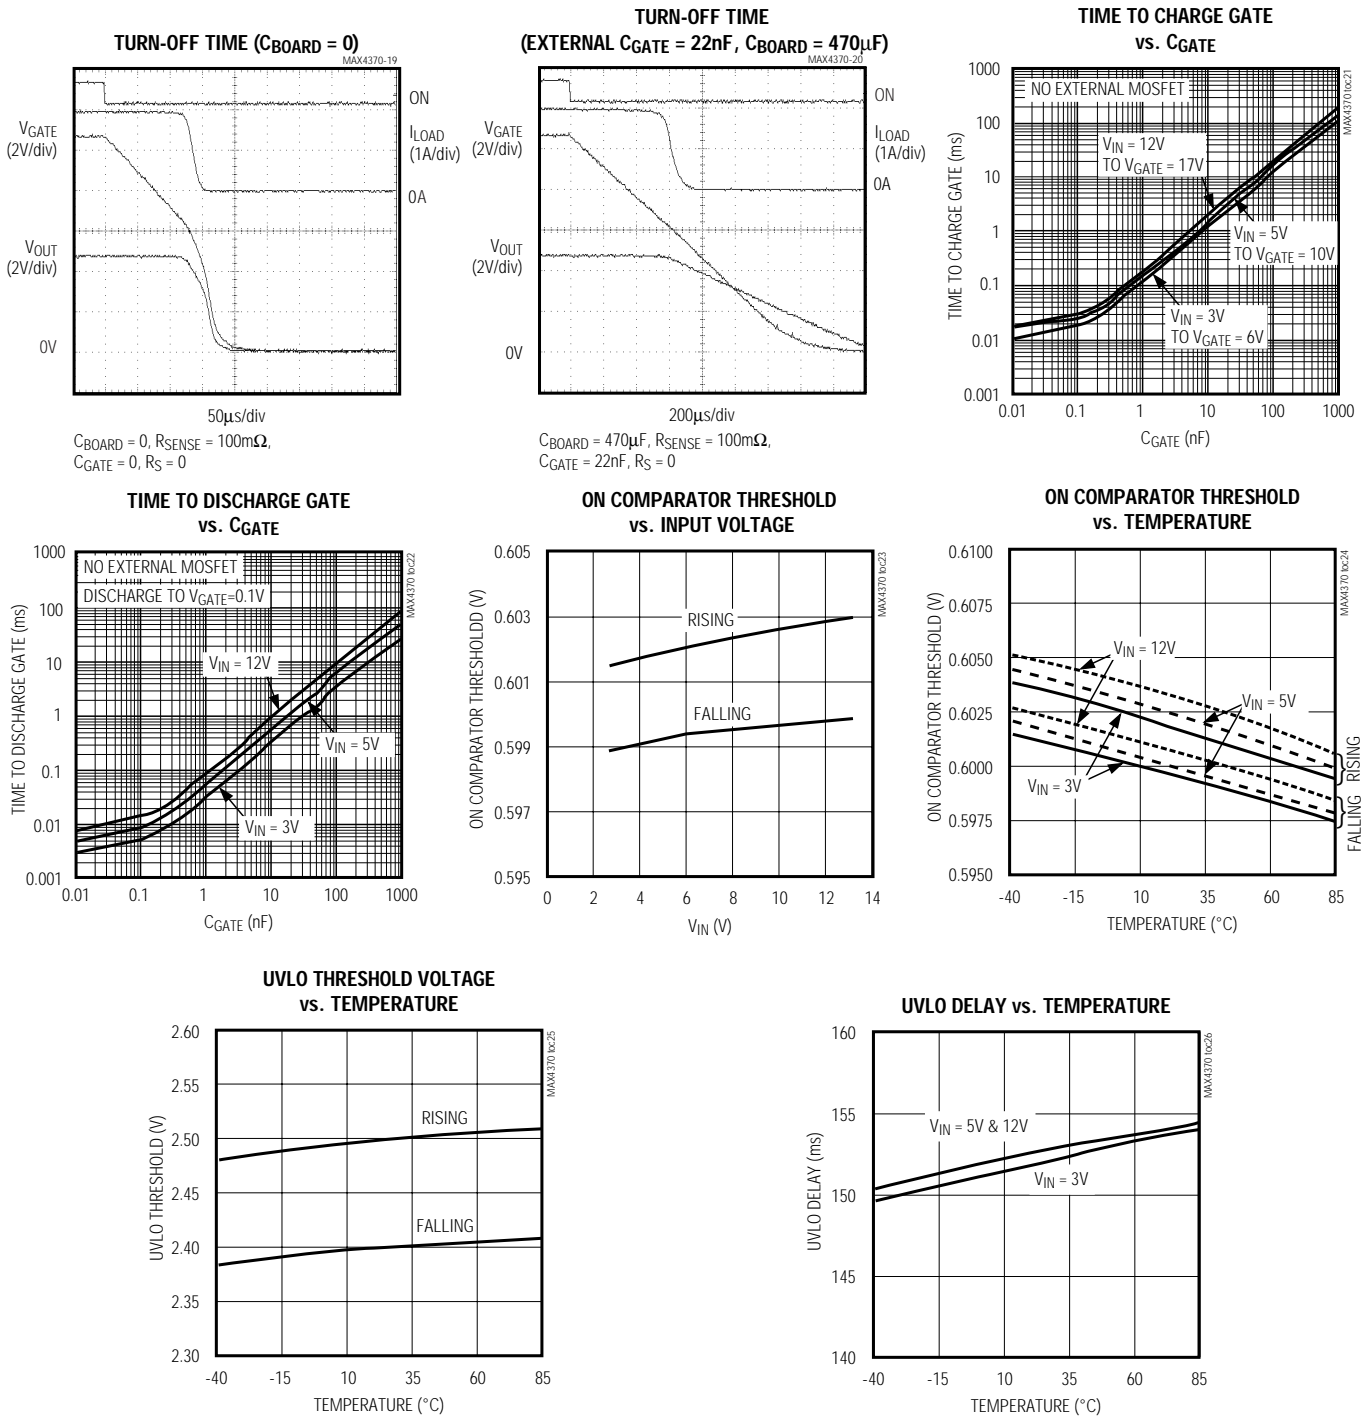 TURN-OFF TIME (CBOARD = 0)
MAX4370-19
ON
VGATE
(2V/div)
ILOAD
(1A/div)
0A
VOUT
(2V/div)
0V
50µs/div
CBOARD = 0, RSENSE = 100mΩ,
CGATE = 0, RS = 0
TURN-OFF TIME
(EXTERNAL CGATE = 22nF, CBOARD = 470µF)
MAX4370-20
ON
VGATE
(2V/div)
ILOAD
(1A/div)
0A
VOUT
(2V/div)
0V
200µs/div
CBOARD = 470µF, RSENSE = 100mΩ,
CGATE = 22nF, RS = 0
TIME TO CHARGE GATE
vs. CGATE
MAX4370 toc21
TIME TO CHARGE GATE (ms)
1000
100
10
1
0.1
0.01
0.001
NO EXTERNAL MOSFET
VIN = 12V
TO VGATE = 17V
VIN = 5V
TO VGATE = 10V
VIN = 3V
TO VGATE = 6V
0.01 0.1 1 10 100 1000
CGATE (nF)
TIME TO DISCHARGE GATE
vs. CGATE
MAX4370 toc22
TIME TO DISCHARGE GATE (ms)
1000
100
10
1
0.1
0.01
0.001
NO EXTERNAL MOSFET
DISCHARGE TO VGATE=0.1V
VIN = 12V
VIN = 5V
VIN = 3V
0.01 0.1 1 10 100 1000
CGATE (nF)
ON COMPARATOR THRESHOLD
vs. INPUT VOLTAGE
MAX4370 toc23
ON COMPARATOR THRESHOLDD (V)
0.605
0.603
0.601
0.599
0.597
0.595
RISING
FALLING
0 2 4 6 8 10 12 14
VIN (V)
ON COMPARATOR THRESHOLD
vs. TEMPERATURE
MAX4370 toc24
ON COMPARATOR THRESHOLD (V)
0.6100
0.6075
0.6050
0.6025
0.6000
0.5975
0.5950
VIN = 12V
VIN = 5V
VIN = 3V
RISING
FALLING
-40 -15 10 35 60 85
TEMPERATURE (°C)
UVLO THRESHOLD VOLTAGE
vs. TEMPERATURE
MAX4370 toc25
UVLO THRESHOLD (V)
2.60
2.55
2.50
2.45
2.40
2.35
2.30
RISING
FALLING
-40 -15 10 35 60 85
TEMPERATURE (°C)
UVLO DELAY vs. TEMPERATURE
MAX4370 toc26
UVLO DELAY (ms)
160
155
150
145
140
VIN = 5V & 12V
VIN = 3V
-40 -15 10 35 60 85
TEMPERATURE (°C)